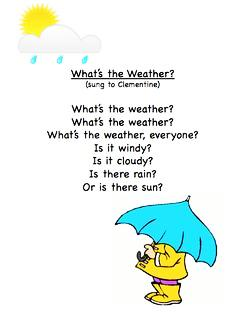 What's the Weather?
(sung to Clementine)
What's the weather?
What's the weather?
What's the weather, everyone?
Is it windy?
Is it cloudy?
Is there rain?
Or is there sun?